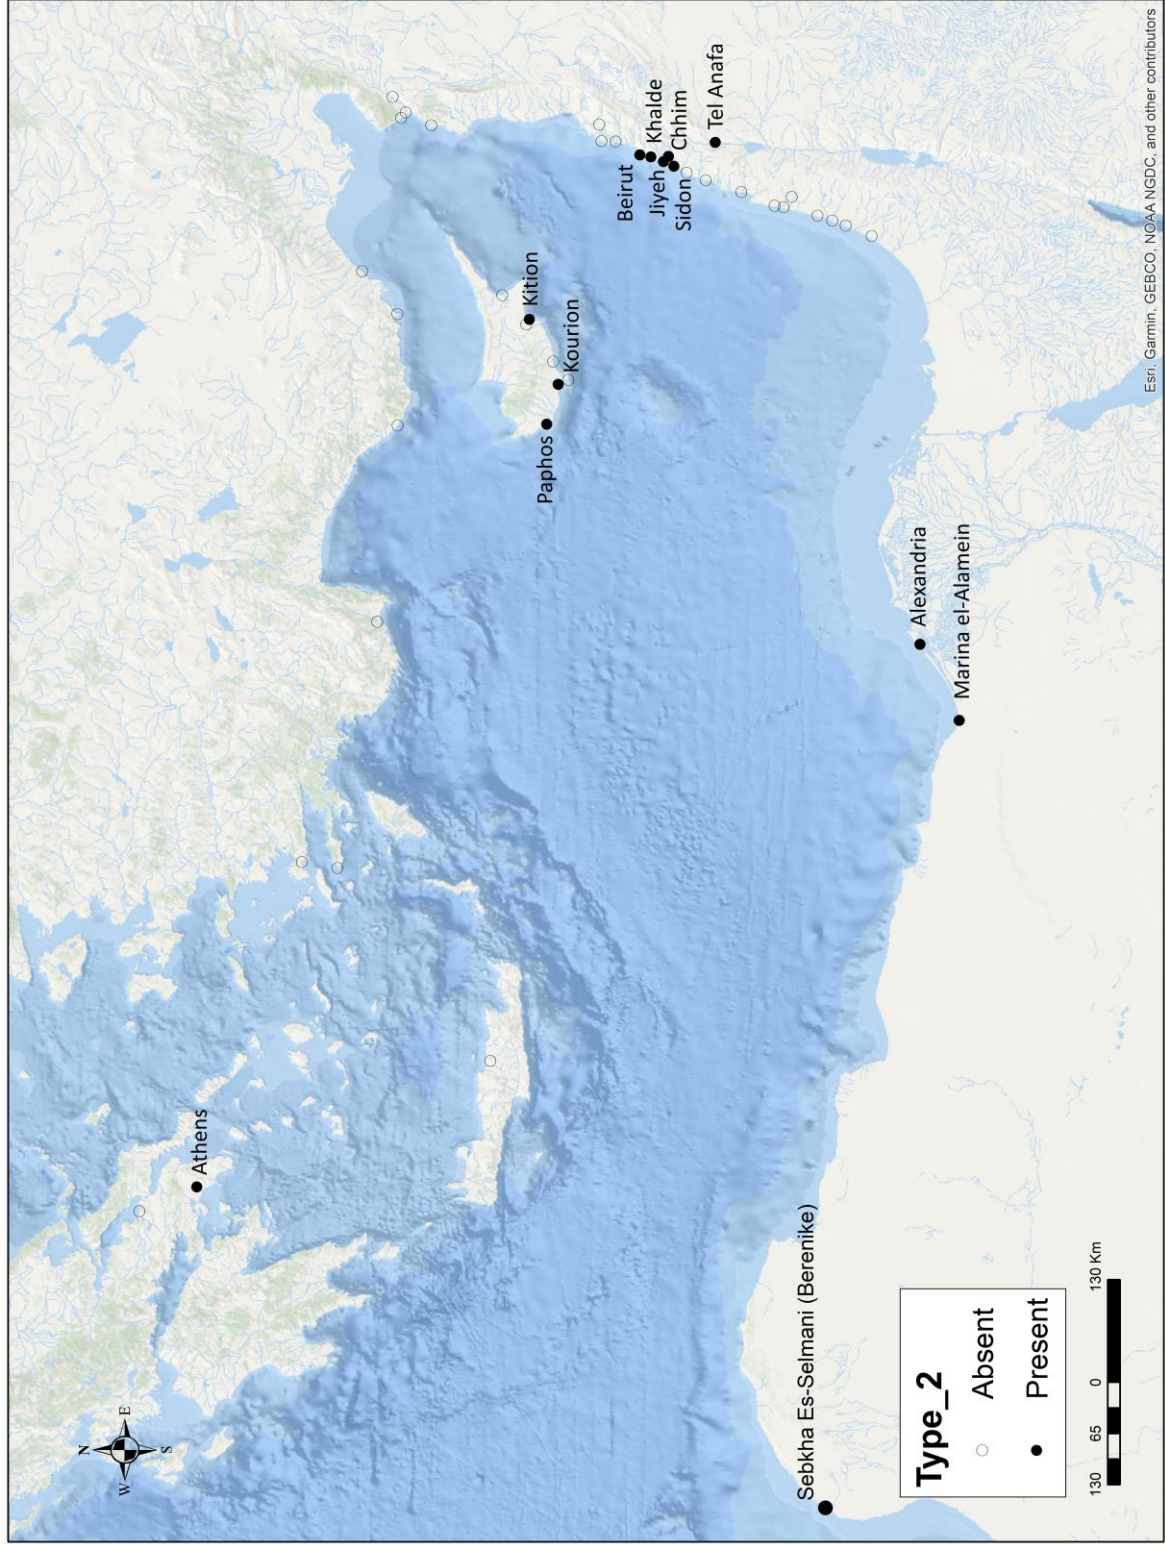 N
W
E
S
Athens
Paphos
Kourion
Kition
Beirut
Khalde
Jiyeh
Chhim
Sidon
Tel Anafa
Alexandria
Marina el-Alamein
Sebkha Es-Selmani (Berenike)
Type_2
Absent
Present
130 65 0 130 Km
Esri, Garmin, GEBCO, NOAA NGDC, and other contributors